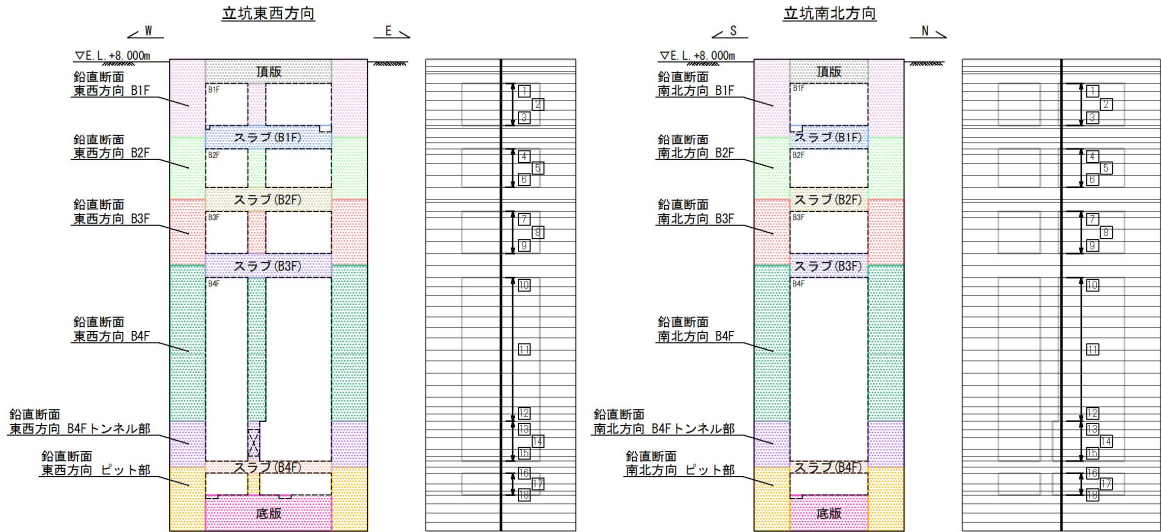 立坑東西方向
W
E
▽E.L.+8.000m
頂版
鉛直断面
東西方向 B1F
B1F
スラブ(B1F)
鉛直断面
東西方向 B2F
B2F
スラブ(B2F)
鉛直断面
東西方向 B3F
B3F
スラブ(B3F)
B4F
鉛直断面
東西方向 B4F
鉛直断面
東西方向 B4Fトンネル部
スラブ(B4F)
鉛直断面
東西方向 ピット部
底版
1
2
3
4
5
6
7
8
9
10
11
12
13
14
15
16
17
18
立坑南北方向
S
N
▽E.L.+8.000m
頂版
鉛直断面
南北方向 B1F
B1F
スラブ(B1F)
鉛直断面
南北方向 B2F
B2F
スラブ(B2F)
鉛直断面
南北方向 B3F
B3F
スラブ(B3F)
B4F
鉛直断面
南北方向 B4F
鉛直断面
南北方向 B4Fトンネル部
スラブ(B4F)
鉛直断面
南北方向 ピット部
底版
1
2
3
4
5
6
7
8
9
10
11
12
13
14
15
16
17
18